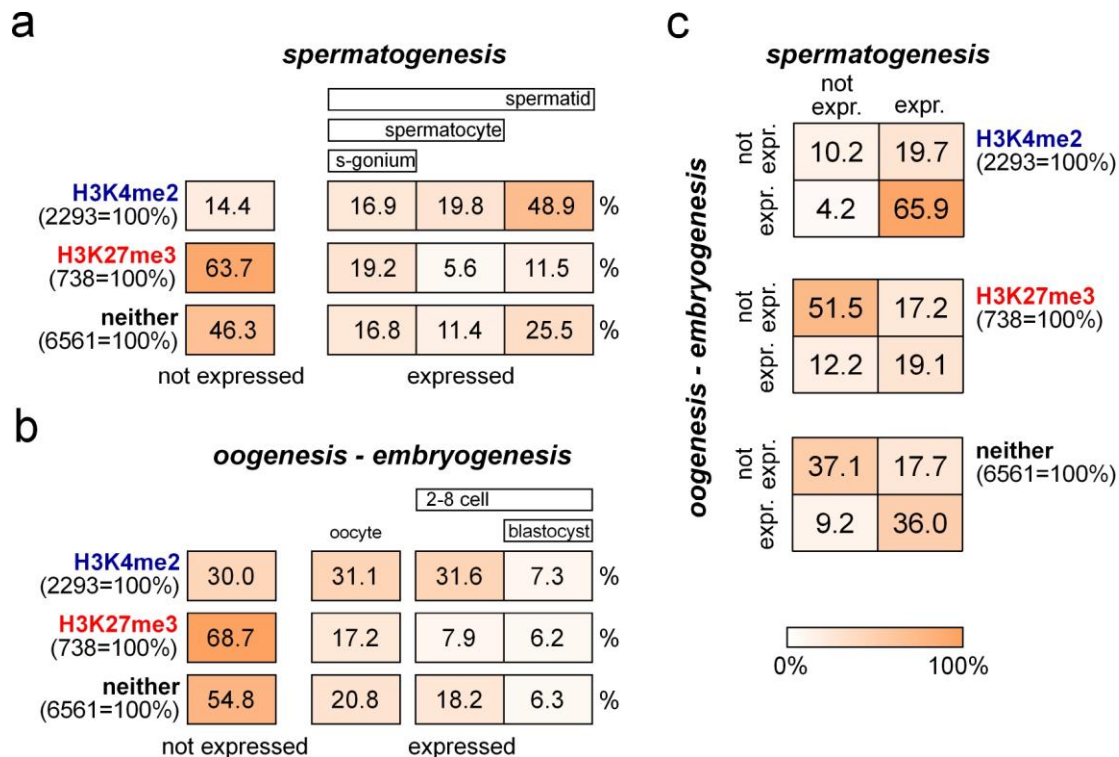 a
spermatogenesis
spermatid
spermatocyte
s-gonium
H3K4me2
(2293=100%)
14.4 16.9 19.8 48.9 %
H3K27me3
(738=100%)
63.7 19.2 5.6 11.5 %
neither
(6561=100%)
46.3 16.8 11.4 25.5 %
not expressed expressed
b
oogenesis - embryogenesis
2-8 cell
oocyte blastocyst
H3K4me2
(2293=100%)
30.0 31.1 31.6 7.3 %
H3K27me3
(738=100%)
68.7 17.2 7.9 6.2 %
neither
(6561=100%)
54.8 20.8 18.2 6.3 %
not expressed expressed
c
spermatogenesis
not
expr. expr.
oogenesis - embryogenesis
not
expr.
10.2 19.7
expr.
4.2 65.9
H3K4me2
(2293=100%)
not
expr.
51.5 17.2
expr.
12.2 19.1
H3K27me3
(738=100%)
not
expr.
37.1 17.7
expr.
9.2 36.0
neither
(6561=100%)
0% 100%